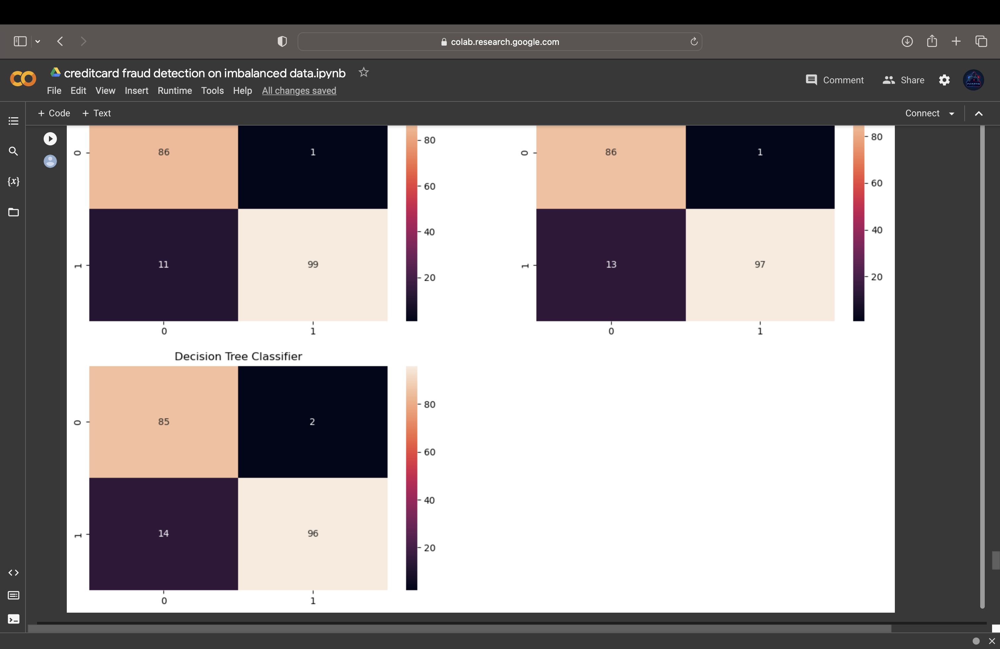 colab.research.google.com
creditcard fraud detection on imbalanced data.ipynb
File Edit View Insert Runtime Tools Help All changes saved
Comment Share
+ Code + Text
Connect
{x}
0 86 1
1 11 99
0 1
80
60
40
20
0 86 1
1 13 97
0 1
80
60
40
20
Decision Tree Classifier
0 85 2
1 14 96
0 1
80
60
40
20